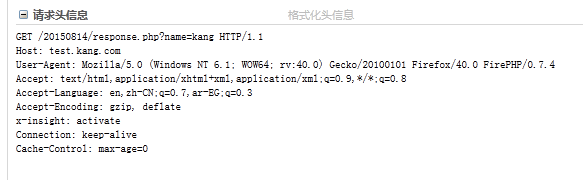 请求头信息 格式化头信息
GET /20150814/response.php?name=kang HTTP/1.1
Host: test.kang.com
User-Agent: Mozilla/5.0 (Windows NT 6.1; WOW64; rv:40.0) Gecko/20100101 Firefox/40.0 FirePHP/0.7.4
Accept: text/html,application/xhtml+xml,application/xml;q=0.9,*/*;q=0.8
Accept-Language: en,zh-CN;q=0.7,ar-EG;q=0.3
Accept-Encoding: gzip, deflate
x-insight: activate
Connection: keep-alive
Cache-Control: max-age=0